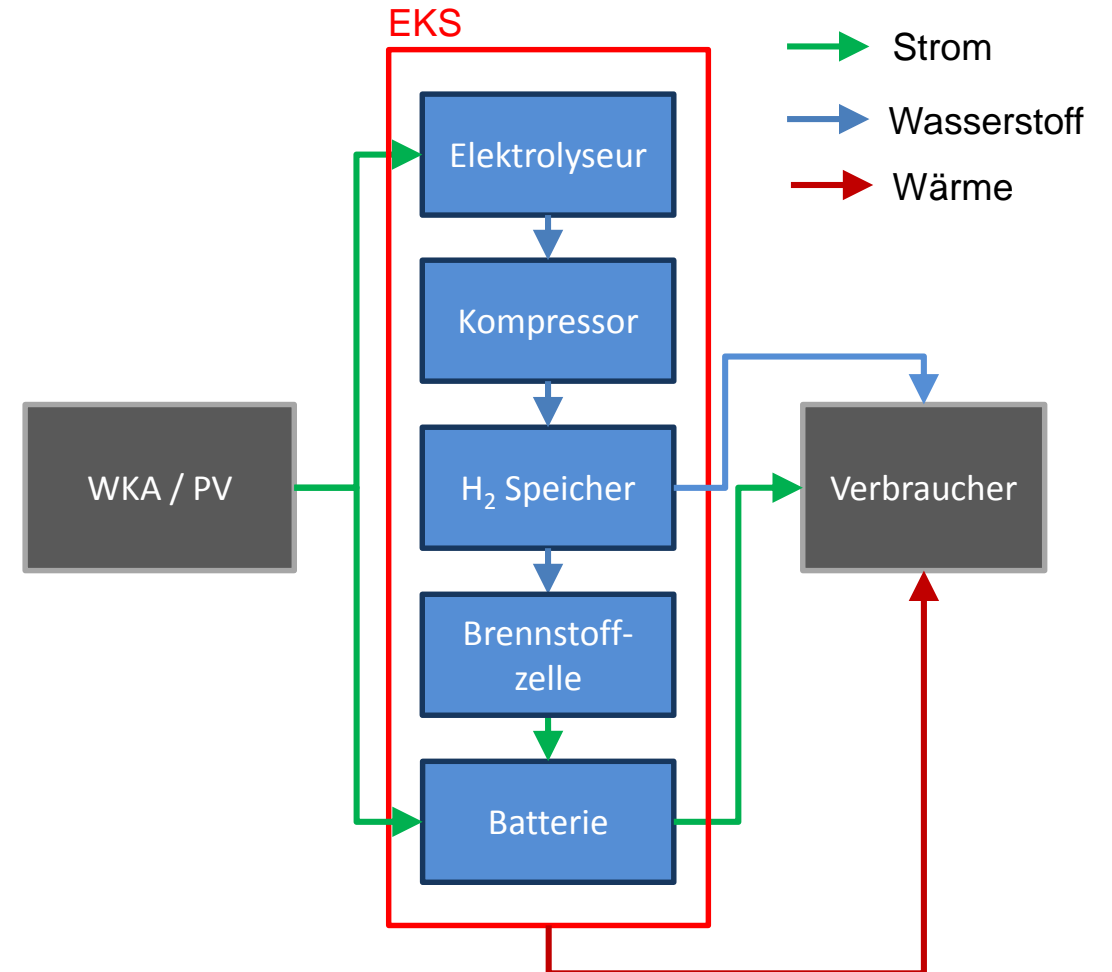 EKS
Strom
Wasserstoff
Wärme
Elektrolyseur
Kompressor
WKA / PV
H₂ Speicher
Verbraucher
Brennstoff-
zelle
Batterie